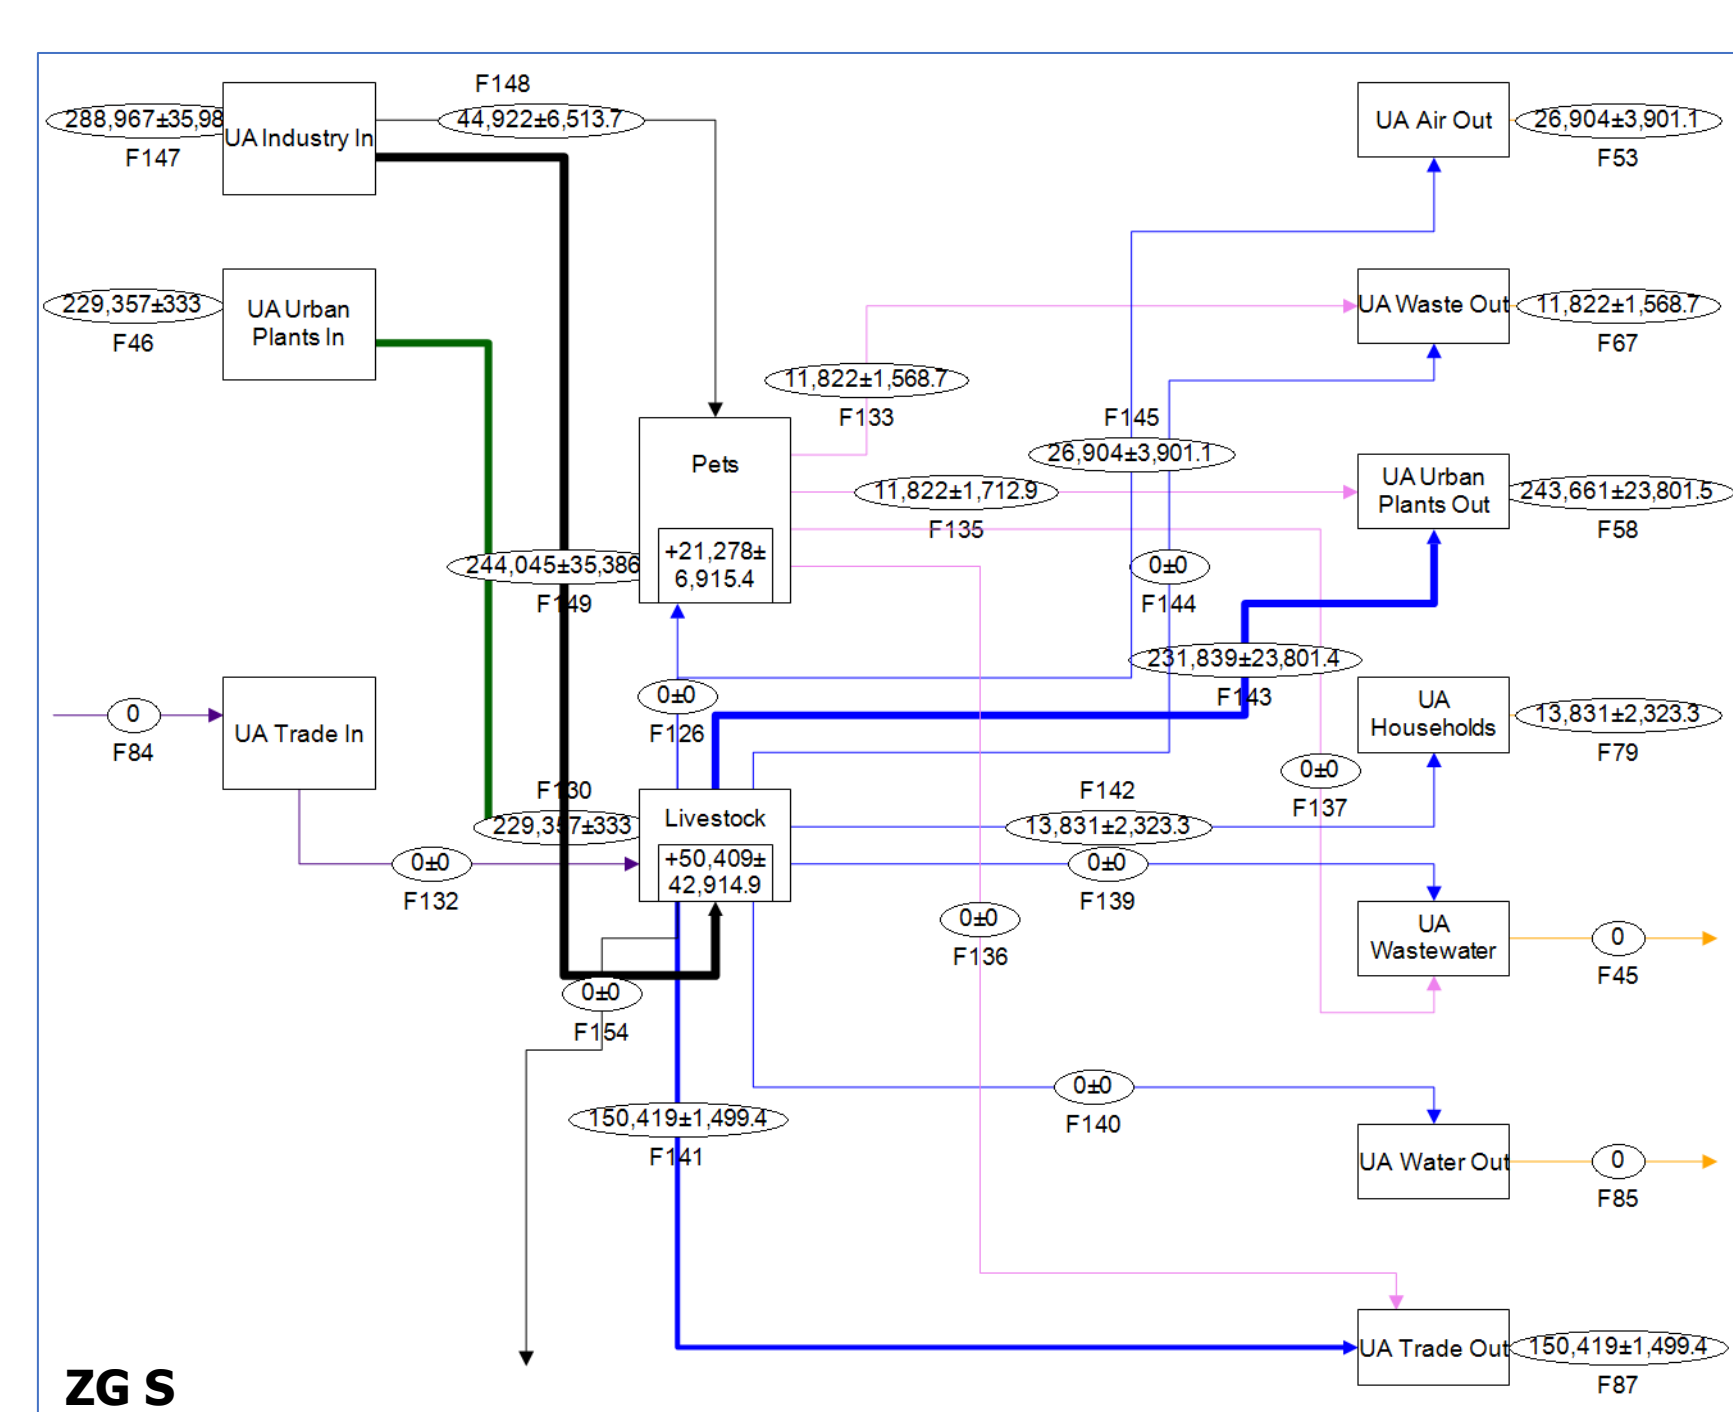 F148
288,967±35,98
UA Industry In
44,922±6,513.7
F147
UA Air Out
26,904±3,901.1
F53
229,357±333
F46
UA Urban
Plants In
UA Waste Out
11,822±1,568.7
F67
11,822±1,568.7
F133
F145
26,904±3,901.1
Pets
+21,278±
6,915.4
11,822±1,712.9
F135
UA Urban
Plants Out
243,661±23,801.5
F58
244,045±35,386
F149
0±0
F144
231,839±23,801.4
F143
0±0
F126
0
F84
UA Trade In
UA
Households
13,831±2,323.3
F79
0±0
F137
F130
229,357±333
Livestock
+50,409±
42,914.9
F142
13,831±2,323.3
0±0
F132
0±0
F139
0±0
F136
UA
Wastewater
0
F45
0±0
F154
0±0
F140
150,419±1,499.4
F141
UA Water Out
0
F85
UA Trade Out
150,419±1,499.4
F87
ZG S